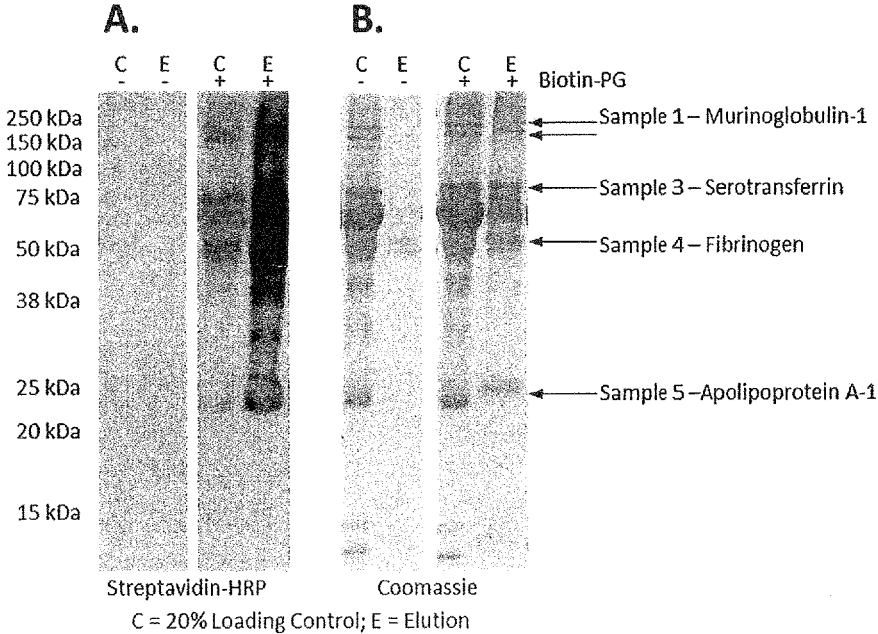 A. B.
C E C E C E C E
- - + + - - + + Biotin-PG
250 kDa
150 kDa
100 kDa
75 kDa
50 kDa
38 kDa
25 kDa
20 kDa
15 kDa
Sample 1 – Murinoglobulin-1
Sample 3 – Serotransferrin
Sample 4 – Fibrinogen
Sample 5 –Apolipoprotein A-1
Streptavidin-HRP Coomassie
C = 20% Loading Control; E = Elution